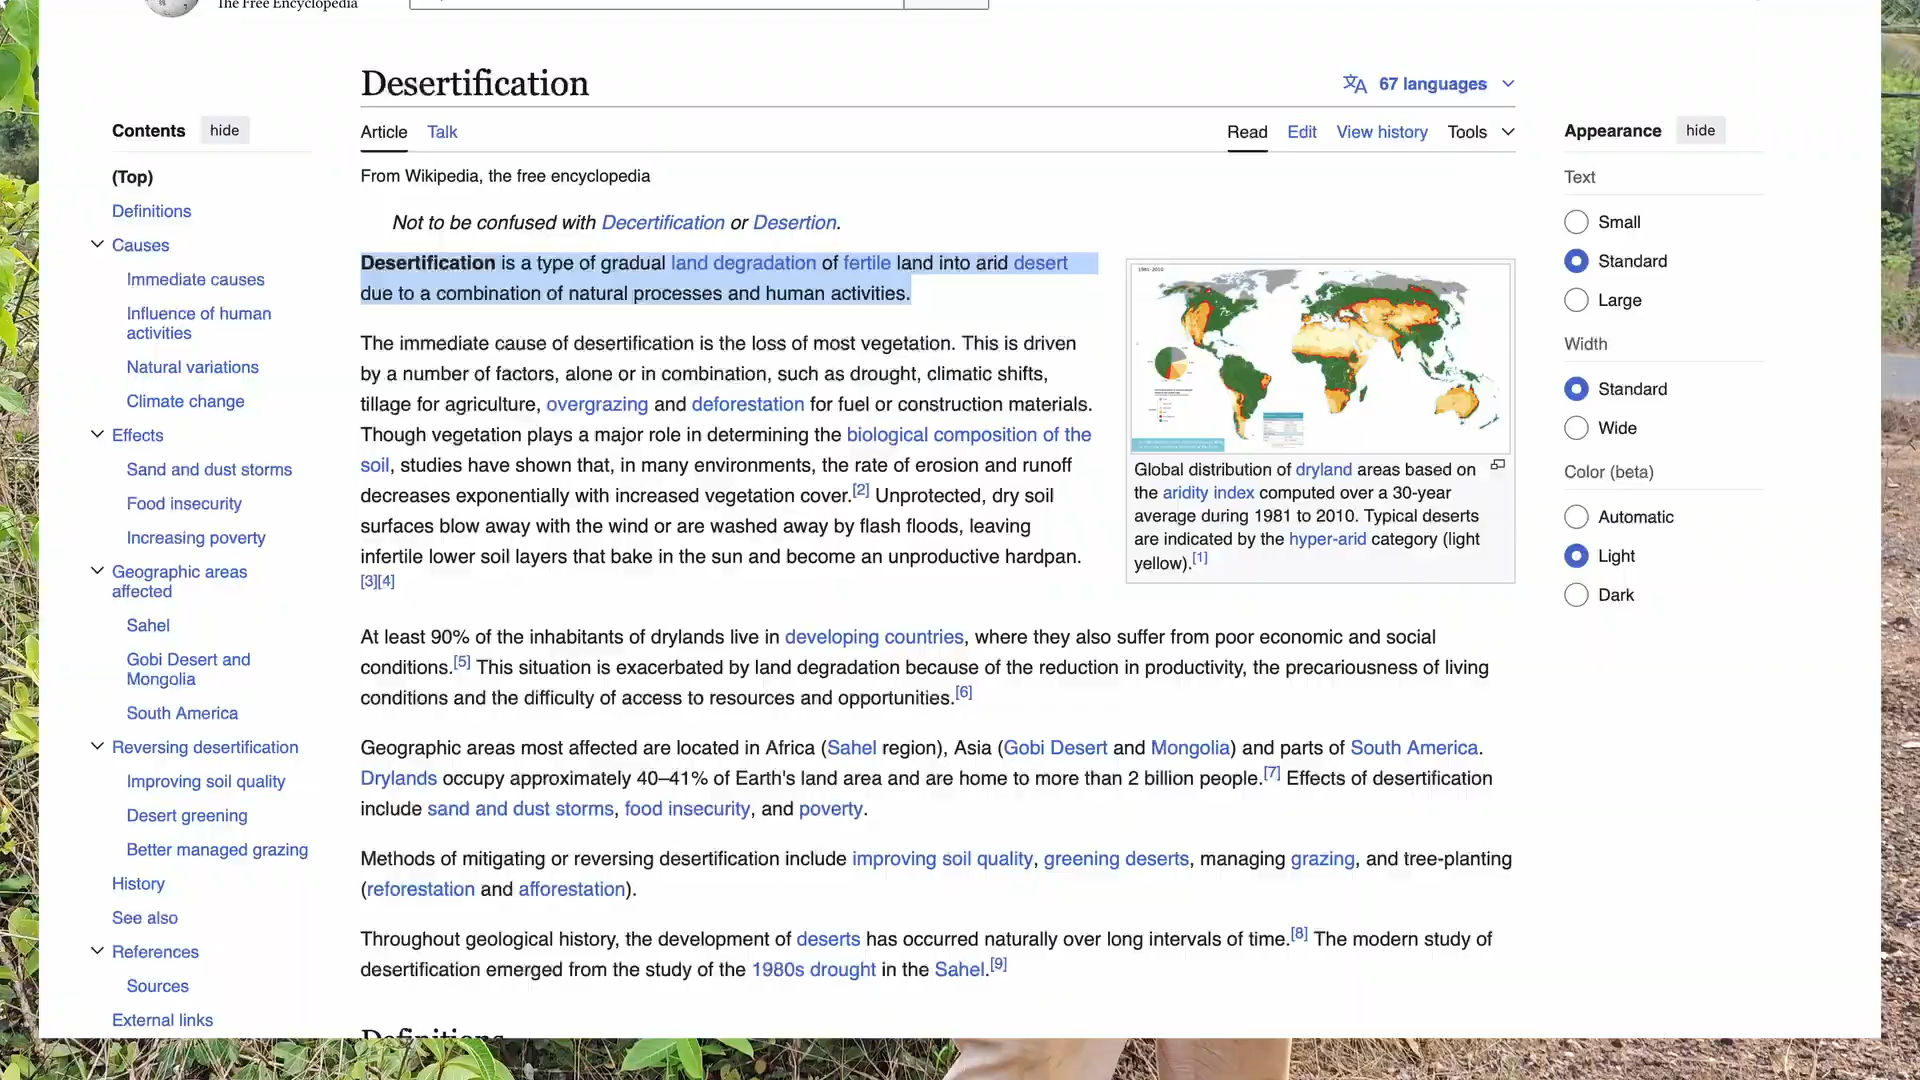 The Free Encyclopedia
Desertification
67 languages
Contents hide
Article Talk
Read Edit View history Tools
Appearance hide
(Top)
Definitions
Causes
Immediate causes
Influence of human
activities
Natural variations
Climate change
Effects
Sand and dust storms
Food insecurity
Increasing poverty
Geographic areas
affected
Sahel
Gobi Desert and
Mongolia
South America
Reversing desertification
Improving soil quality
Desert greening
Better managed grazing
History
See also
References
Sources
External links
From Wikipedia, the free encyclopedia
Not to be confused with Decertification or Desertion.
Desertification is a type of gradual land degradation of fertile land into arid desert
due to a combination of natural processes and human activities.
The immediate cause of desertification is the loss of most vegetation. This is driven
by a number of factors, alone or in combination, such as drought, climatic shifts,
tillage for agriculture, overgrazing and deforestation for fuel or construction materials.
Though vegetation plays a major role in determining the biological composition of the
soil, studies have shown that, in many environments, the rate of erosion and runoff
decreases exponentially with increased vegetation cover.[2] Unprotected, dry soil
surfaces blow away with the wind or are washed away by flash floods, leaving
infertile lower soil layers that bake in the sun and become an unproductive hardpan.
[3][4]
1981-2010
Global distribution of dryland areas based on
the aridity index computed over a 30-year
average during 1981 to 2010. Typical deserts
are indicated by the hyper-arid category (light
yellow).[1]
At least 90% of the inhabitants of drylands live in developing countries, where they also suffer from poor economic and social
conditions.[5] This situation is exacerbated by land degradation because of the reduction in productivity, the precariousness of living
conditions and the difficulty of access to resources and opportunities.[6]
Geographic areas most affected are located in Africa (Sahel region), Asia (Gobi Desert and Mongolia) and parts of South America.
Drylands occupy approximately 40–41% of Earth's land area and are home to more than 2 billion people.[7] Effects of desertification
include sand and dust storms, food insecurity, and poverty.
Methods of mitigating or reversing desertification include improving soil quality, greening deserts, managing grazing, and tree-planting
(reforestation and afforestation).
Throughout geological history, the development of deserts has occurred naturally over long intervals of time.[8] The modern study of
desertification emerged from the study of the 1980s drought in the Sahel.[9]
Definitions
Text
Small
Standard
Large
Width
Standard
Wide
Color (beta)
Automatic
Light
Dark